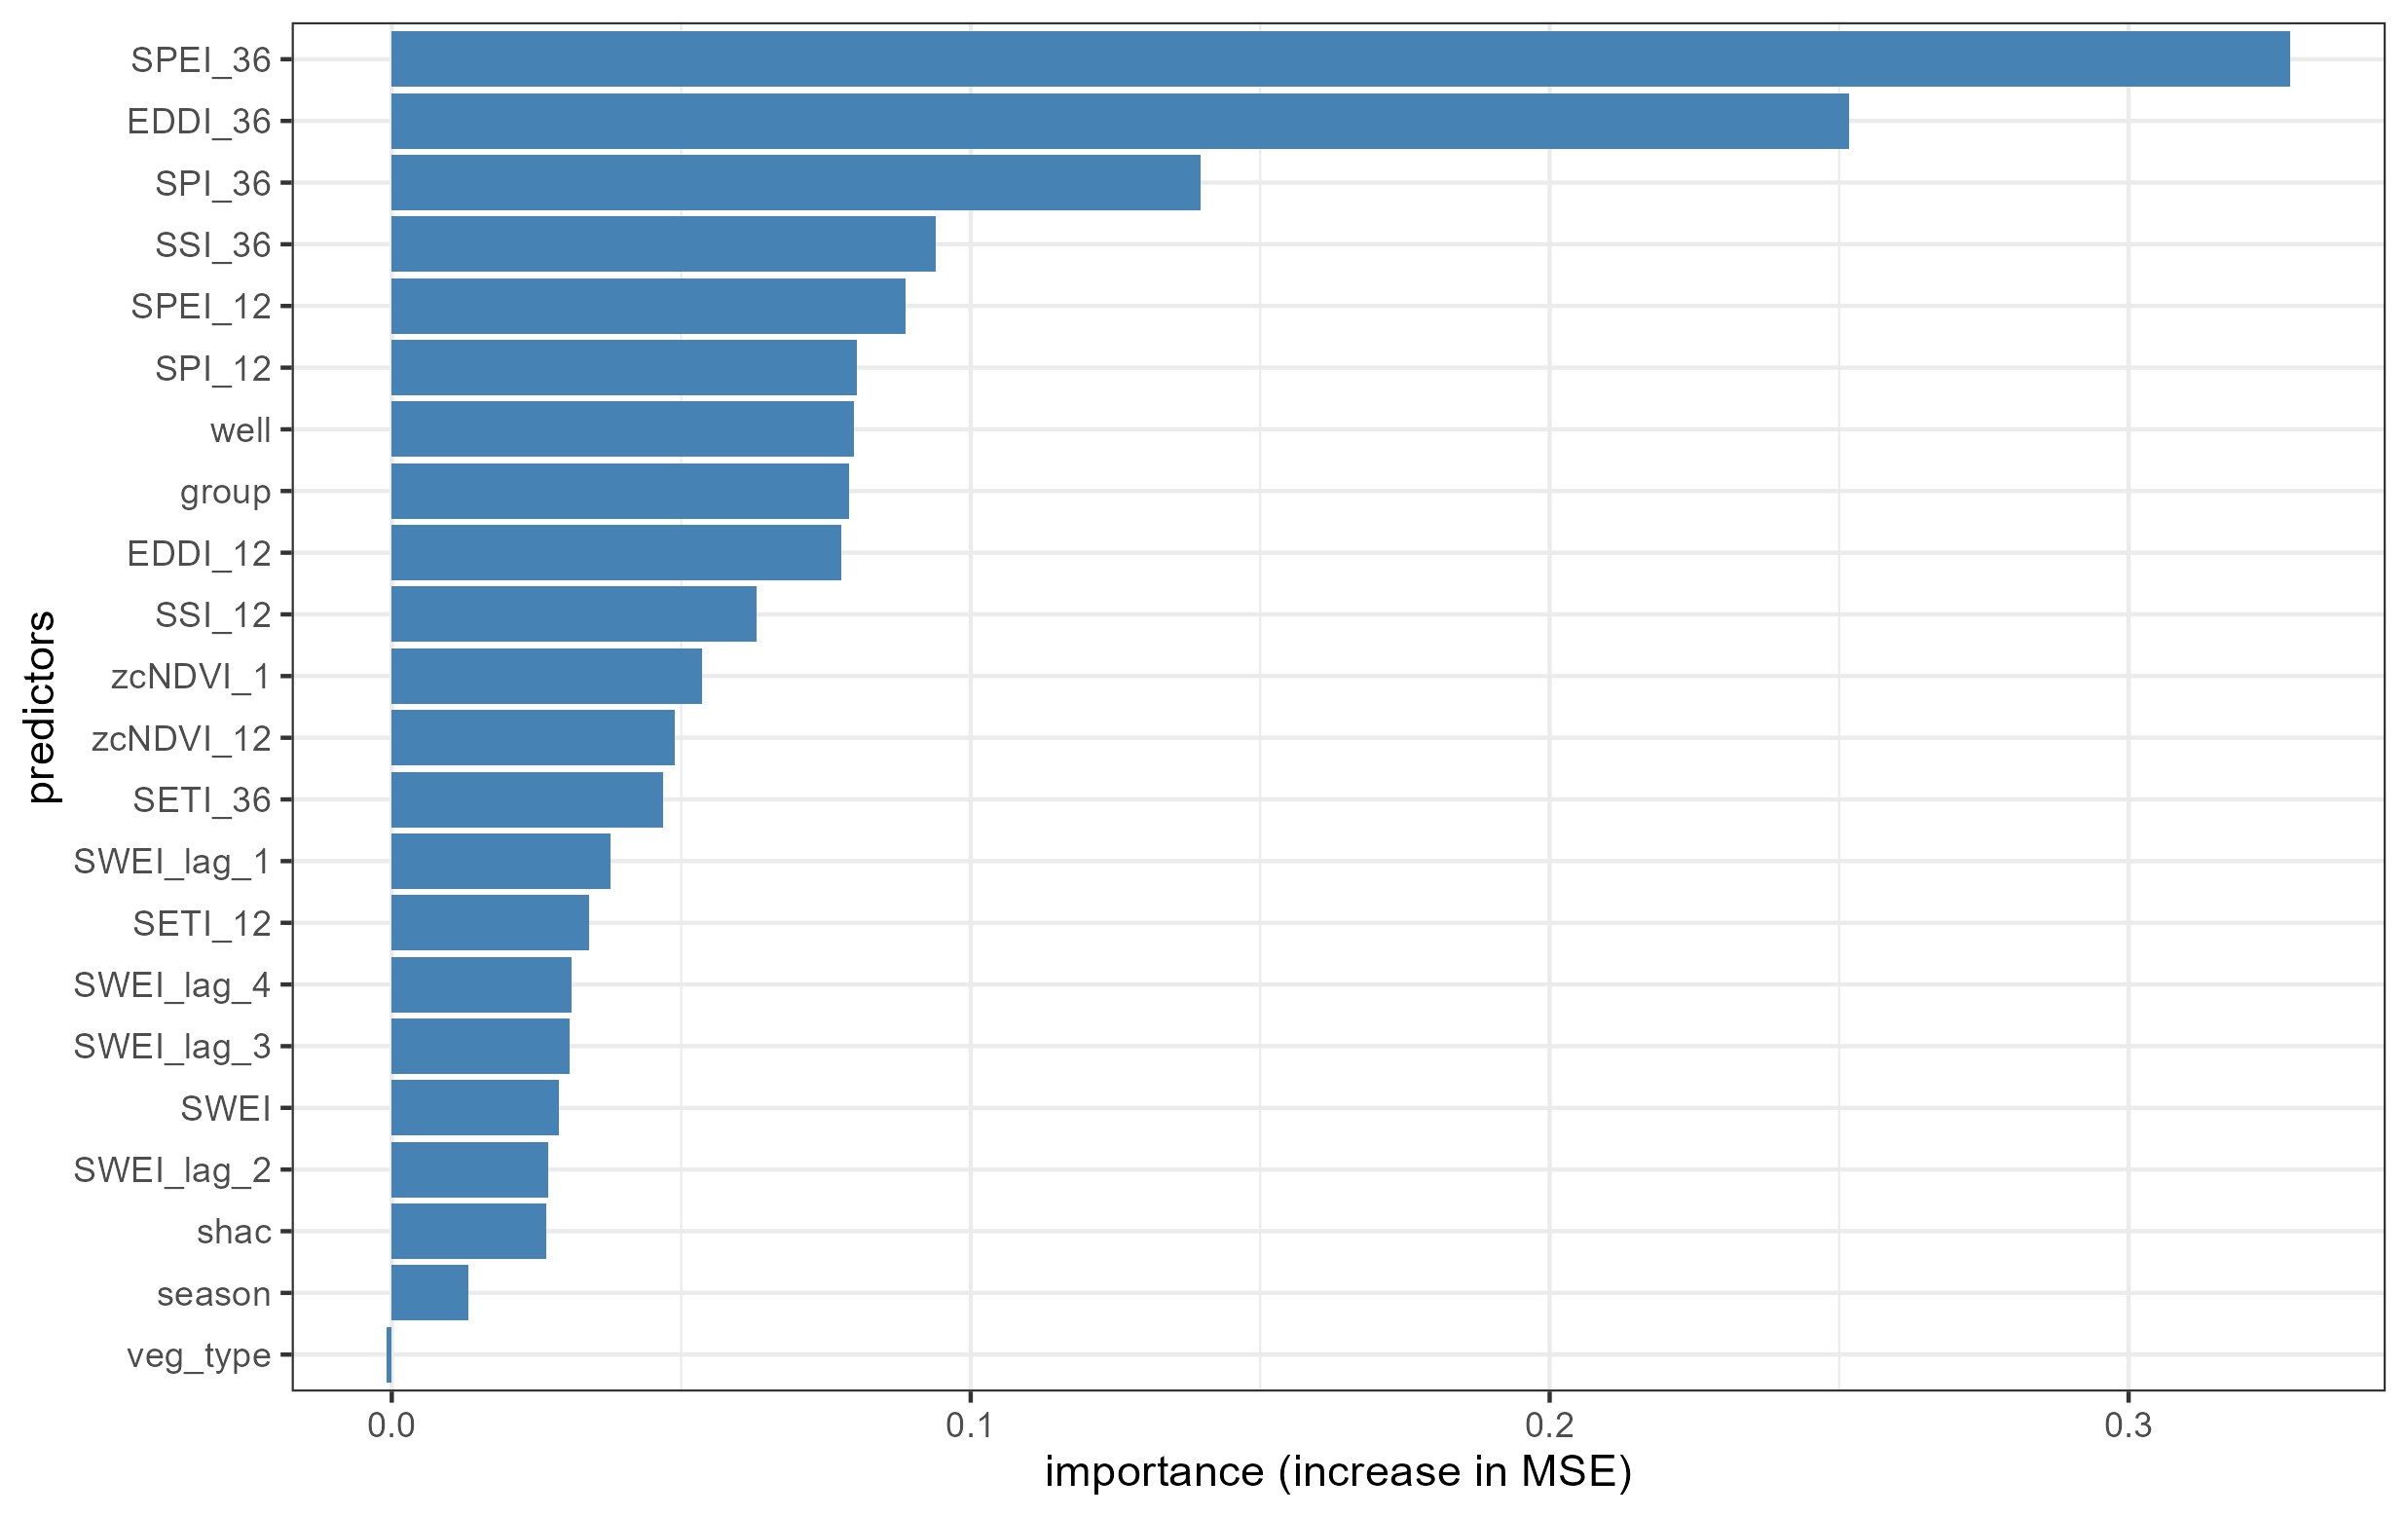 SPEI_36
EDDI_36
SPI_36
SSI_36
SPEI_12
SPI_12
well
group
EDDI_12
SSI_12
zcNDVI_1
zcNDVI_12
SETI_36
SWEI_lag_1
SETI_12
SWEI_lag_4
SWEI_lag_3
SWEI
SWEI_lag_2
shac
season
veg_type
predictors
0.0 0.1 0.2 0.3
importance (increase in MSE)